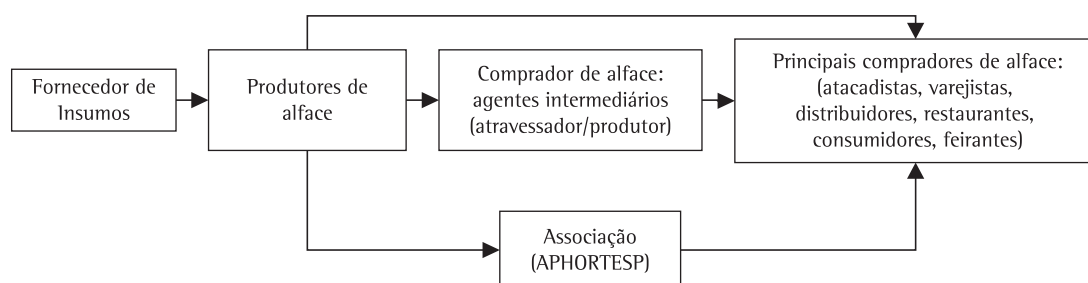 Fornecedor de
Insumos
Produtores de
alface
Comprador de alface:
agentes intermediários
(atravessador/produtor)
Principais compradores de alface:
(atacadistas, varejistas,
distribuidores, restaurantes,
consumidores, feirantes)
Associação
(APHORTESP)